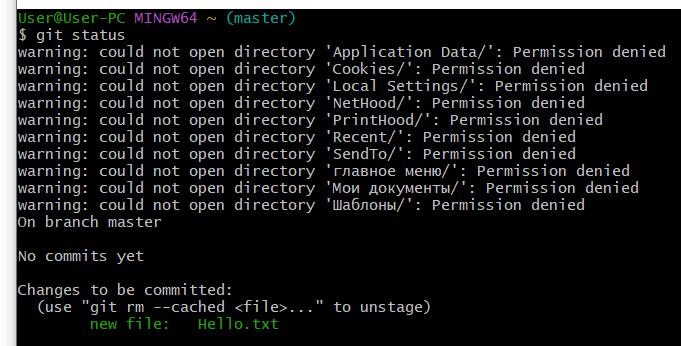 User@User-PC MINGW64 ~ (master)
$ git status
warning: could not open directory 'Application Data/': Permission denied
warning: could not open directory 'Cookies/': Permission denied
warning: could not open directory 'Local Settings/': Permission denied
warning: could not open directory 'NetHood/': Permission denied
warning: could not open directory 'PrintHood/': Permission denied
warning: could not open directory 'Recent/': Permission denied
warning: could not open directory 'SendTo/': Permission denied
warning: could not open directory 'главное меню/': Permission denied
warning: could not open directory 'Мои документы/': Permission denied
warning: could not open directory 'Шаблоны/': Permission denied
On branch master
No commits yet
Changes to be committed:
(use "git rm --cached <file>..." to unstage)
new file:   Hello.txt